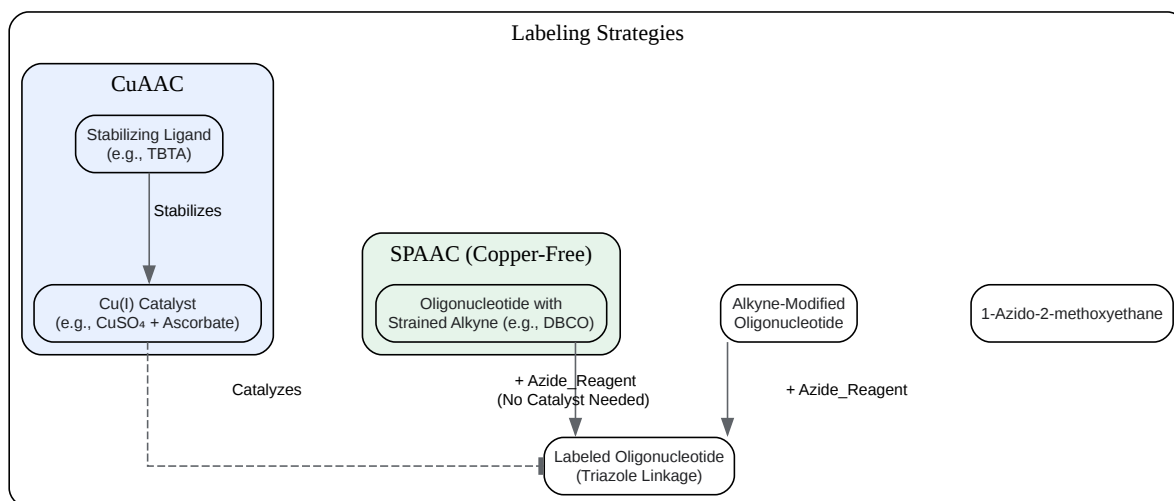 Labeling Strategies
CuAAC
Stabilizing Ligand
(e.g., TBTA)
Stabilizes
SPAAC (Copper-Free)
Cu(I) Catalyst
(e.g., CuSO₄ + Ascorbate)
Oligonucleotide with
Strained Alkyne (e.g., DBCO)
Alkyne-Modified
Oligonucleotide
1-Azido-2-methoxyethane
Catalyzes
+ Azide_Reagent
(No Catalyst Needed)
+ Azide_Reagent
Labeled Oligonucleotide
(Triazole Linkage)